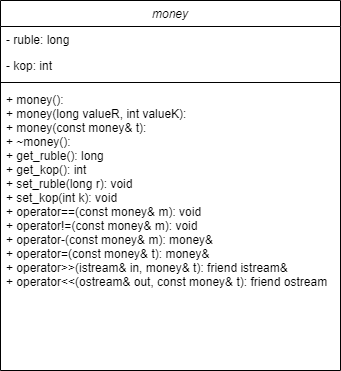 money
- ruble: long
- kop: int
+ money():
+ money(long valueR, int valueK):
+ money(const money& t):
+ ~money():
+ get_ruble(): long
+ get_kop(): int
+ set_ruble(long r): void
+ set_kop(int k): void
+ operator==(const money& m): void
+ operator!=(const money& m): void
+ operator-(const money& m): money&
+ operator=(const money& t): money&
+ operator>>(istream& in, money& t): friend istream&
+ operator<<(ostream& out, const money& t): friend ostream